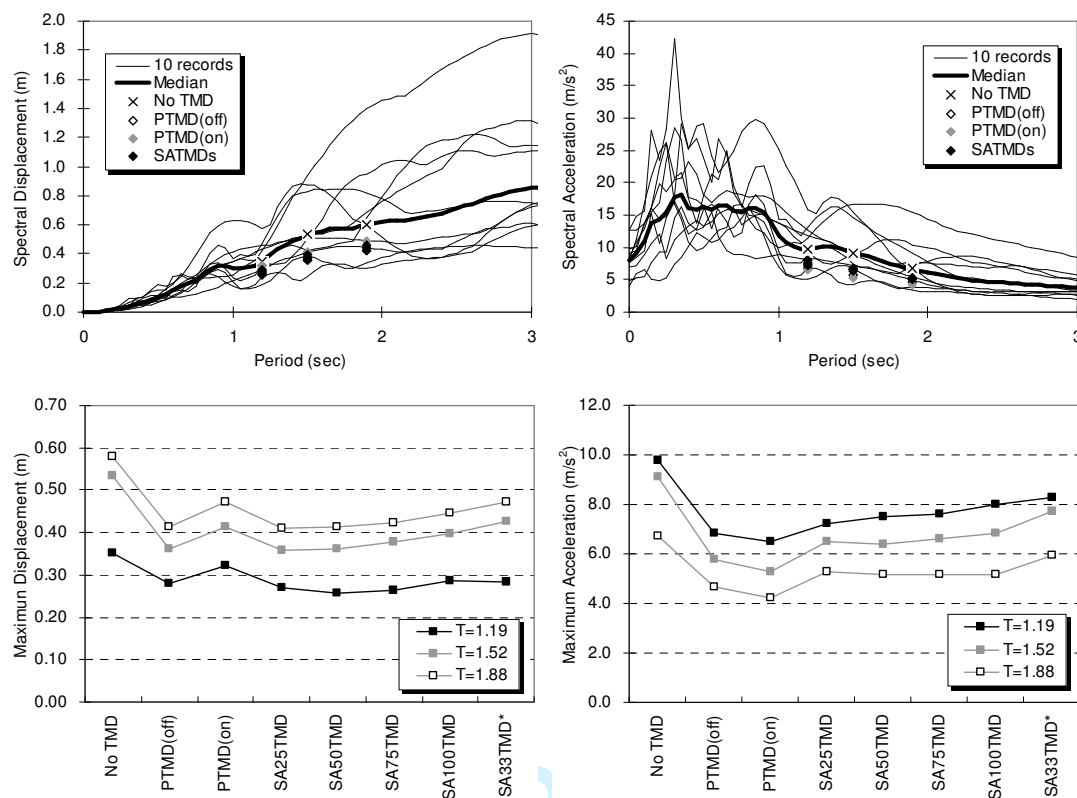 Spectral Displacement (m)
2.0
1.8
1.6
1.4
1.2
1.0
0.8
0.6
0.4
0.2
0.0
0
1
2
3
Period (sec)
10 records
Median
No TMD
PTMD(off)
PTMD(on)
SATMDs
Spectral Acceleration (m/s²)
45
40
35
30
25
20
15
10
5
0
0
1
2
3
Period (sec)
10 records
Median
No TMD
PTMD(off)
PTMD(on)
SATMDs
Maximun Displacement (m)
0.70
0.60
0.50
0.40
0.30
0.20
0.10
0.00
T=1.19
T=1.52
T=1.88
No TMD
PTMD(off)
PTMD(on)
SA25TMD
SA50TMD
SA75TMD
SA100TMD
SA33TMD*
Maximum Acceleration (m/s²)
12.0
10.0
8.0
6.0
4.0
2.0
0.0
T=1.19
T=1.52
T=1.88
No TMD
PTMD(off)
PTMD(on)
SA25TMD
SA50TMD
SA75TMD
SA100TMD
SA33TMD*